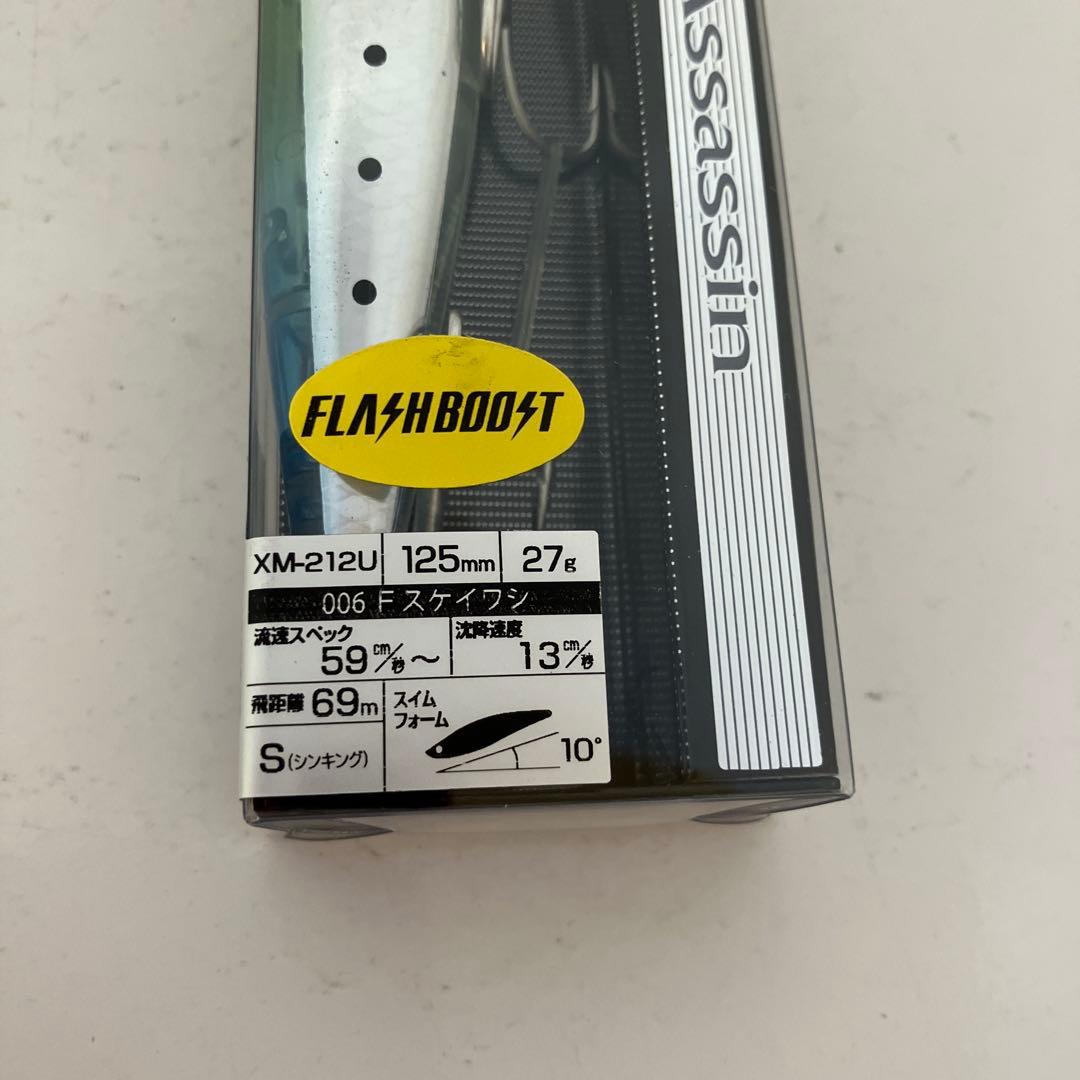 Assassin
FLASH BOOST
XM-212U 125mm 27g
006 F スケイワシ
流速スペック 59cm/秒～
沈降速度 13cm/秒
飛距離 69m
S(シンキング)
スイム
フォーム
10°